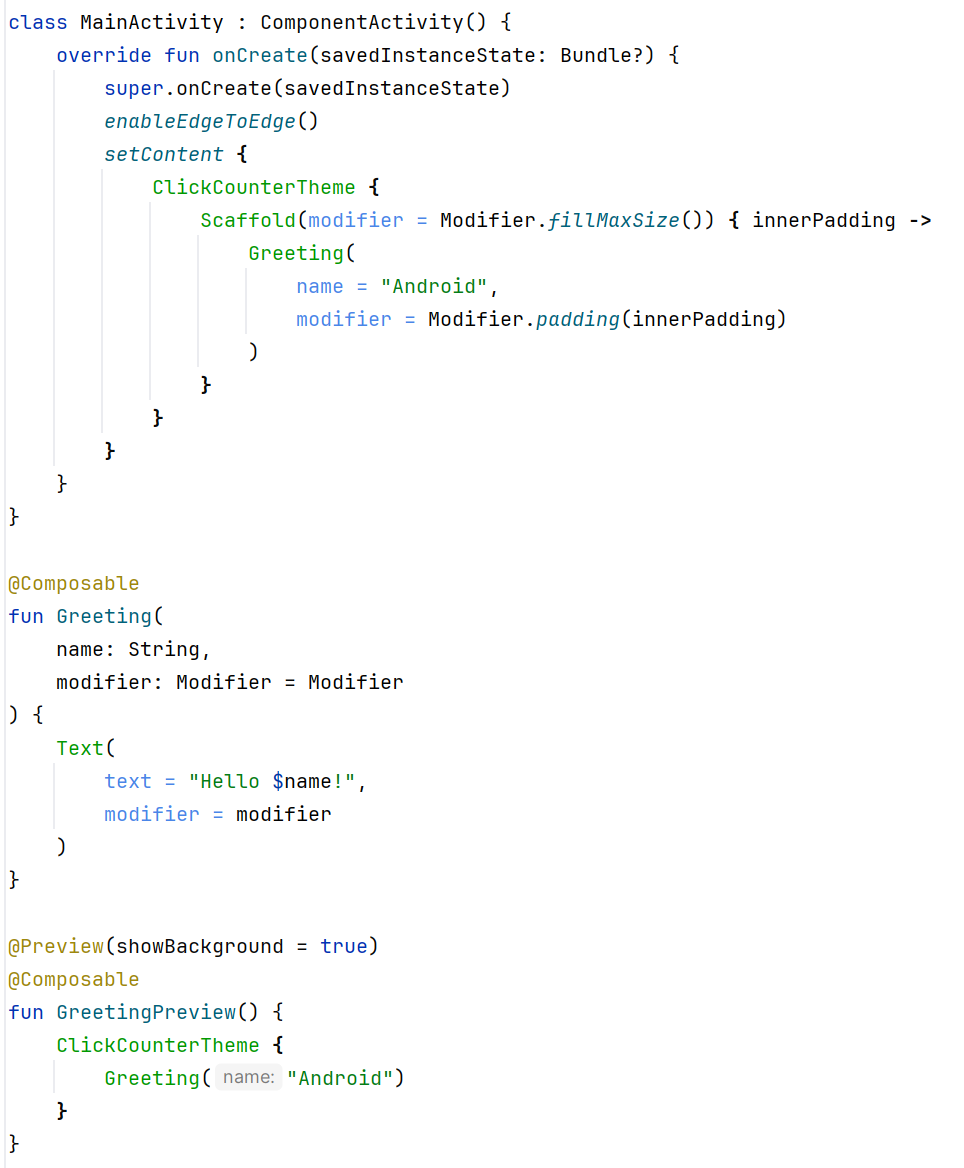 class MainActivity : ComponentActivity() {
    override fun onCreate(savedInstanceState: Bundle?) {
        super.onCreate(savedInstanceState)
        enableEdgeToEdge()
        setContent {
            ClickCounterTheme {
                Scaffold(modifier = Modifier.fillMaxSize()) { innerPadding ->
                    Greeting(
                        name = "Android",
                        modifier = Modifier.padding(innerPadding)
                    )
                }
            }
        }
    }
}

@Composable
fun Greeting(
    name: String,
    modifier: Modifier = Modifier
) {
    Text(
        text = "Hello $name!",
        modifier = modifier
    )
}

@Preview(showBackground = true)
@Composable
fun GreetingPreview() {
    ClickCounterTheme {
        Greeting( name: "Android")
    }
}